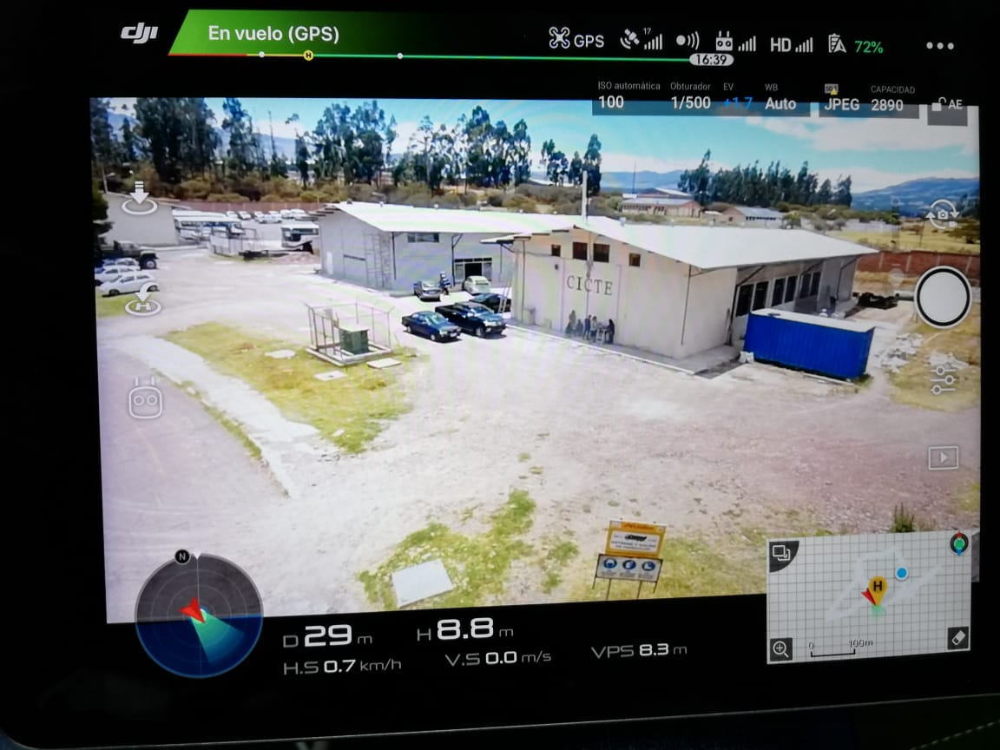 dji
En vuelo (GPS)
GPS
17
HD
72%
16:39
ISO automática
100
Obturador
1/500
EV
+1.7
WB
Auto
JPEG
CAPACIDAD
2890
AE
CICTE
H
H
N
D 29 m
H 8.8 m
H.S 0.7 km/h
V.S 0.0 m/s
VPS 8.3 m
H
0 100m